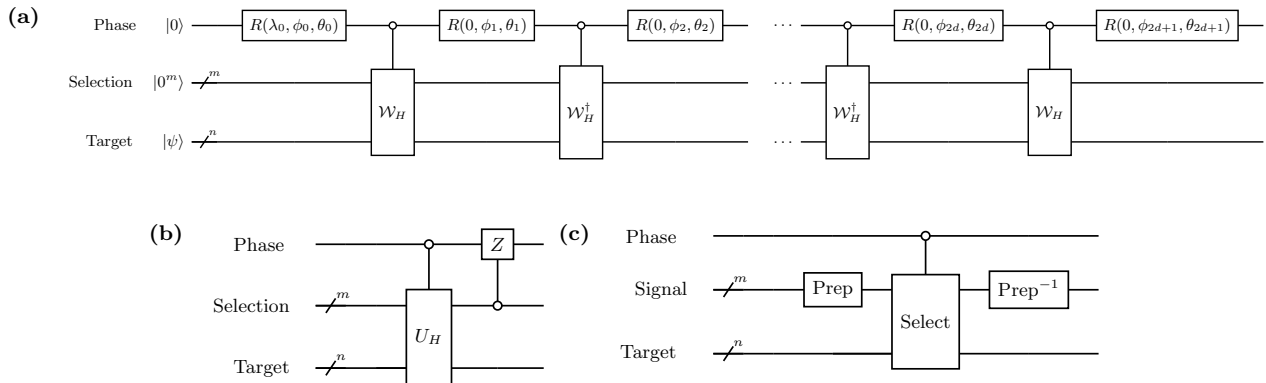 (a)
Phase |0⟩ R(λ₀, ϕ₀, θ₀) R(0, ϕ₁, θ₁) R(0, ϕ₂, θ₂) ··· R(0, ϕ₂d, θ₂d) R(0, ϕ₂d₊₁, θ₂d₊₁)
Selection |0ᵐ⟩ m ···
𝒲_H 𝒲_H^† 𝒲_H^† 𝒲_H
Target |ψ⟩ n ···
(b)
Phase Z
Selection m
U_H
Target n
(c)
Phase
Signal m Prep Prep⁻¹
Select
Target n